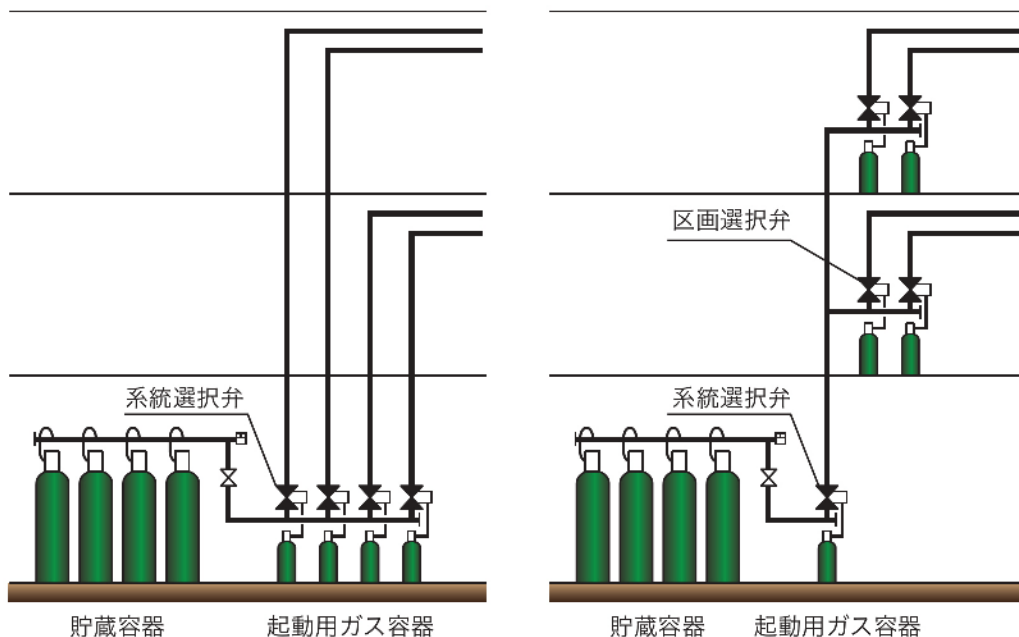 系統選択弁
貯蔵容器
起動用ガス容器
区画選択弁
系統選択弁
貯蔵容器
起動用ガス容器